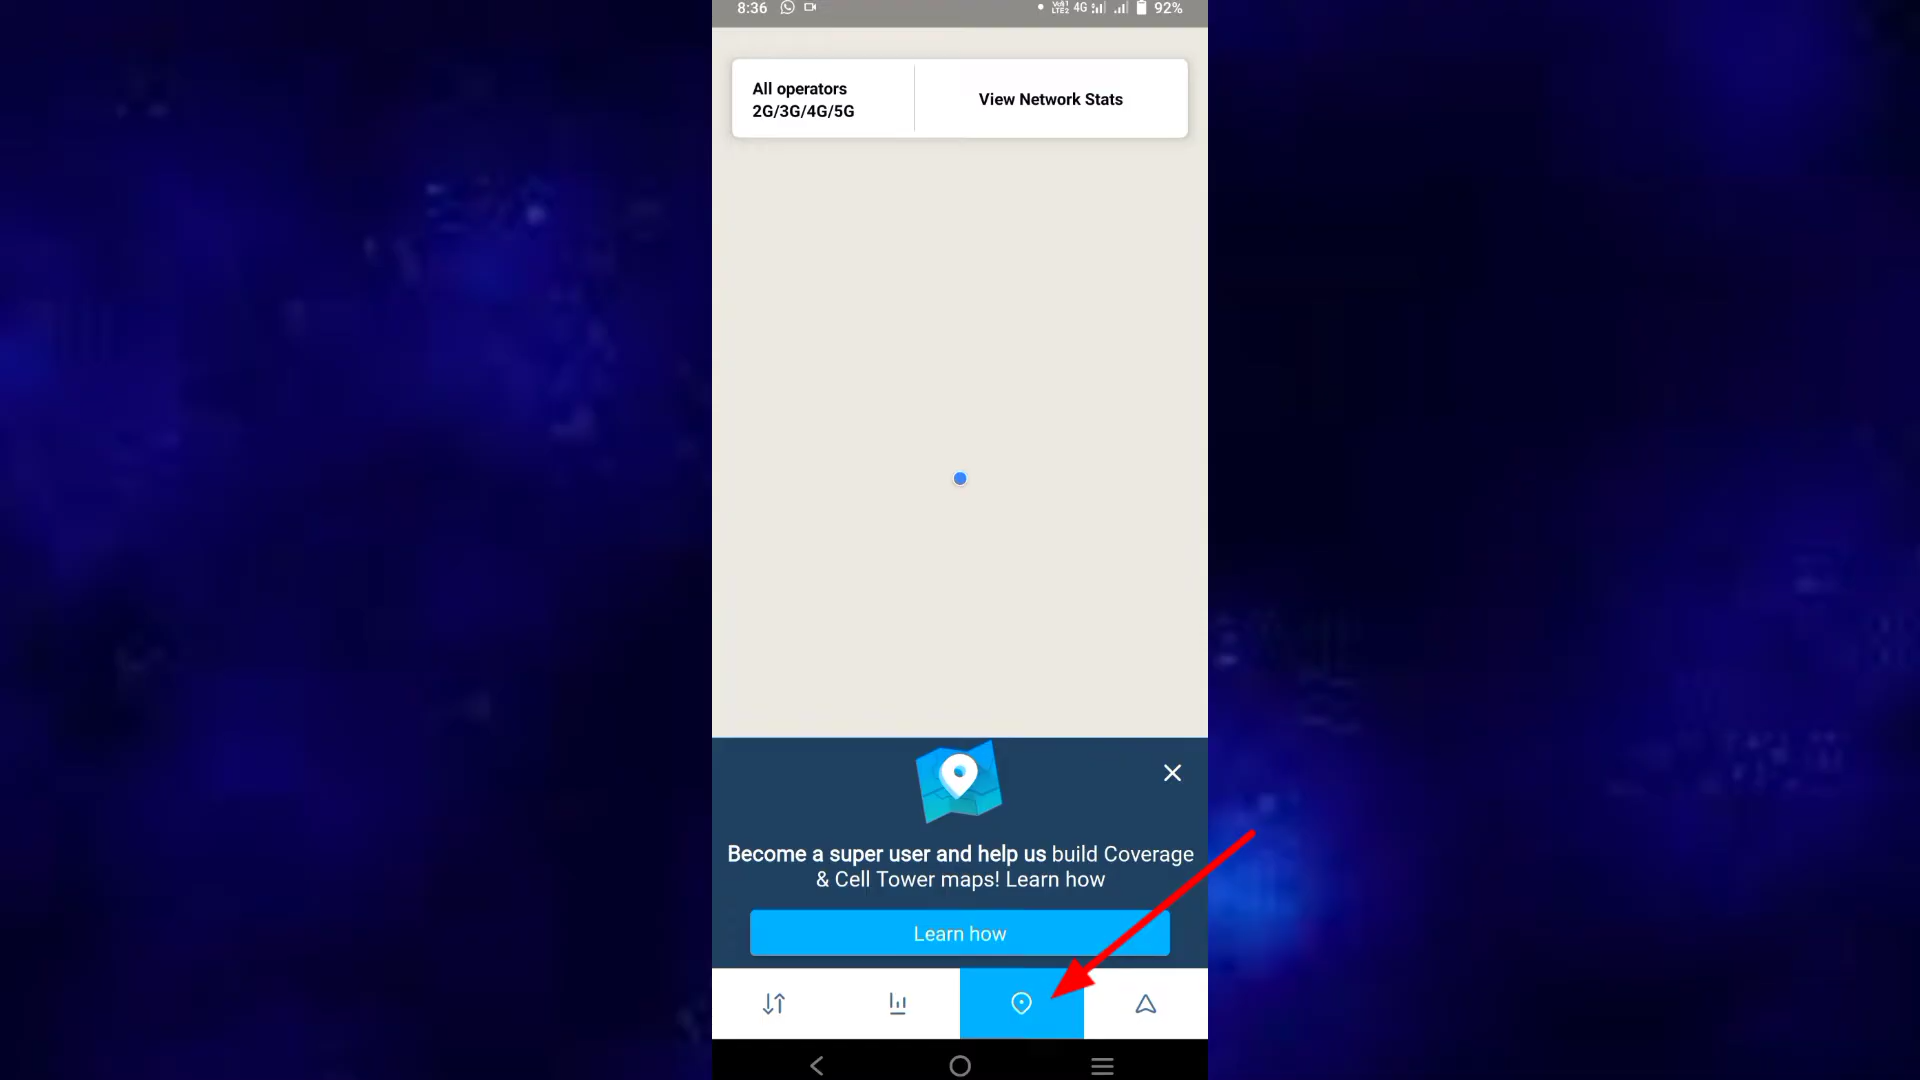 8:36 4G 92%
All operators
2G/3G/4G/5G
View Network Stats
Become a super user and help us build Coverage
& Cell Tower maps! Learn how
Learn how